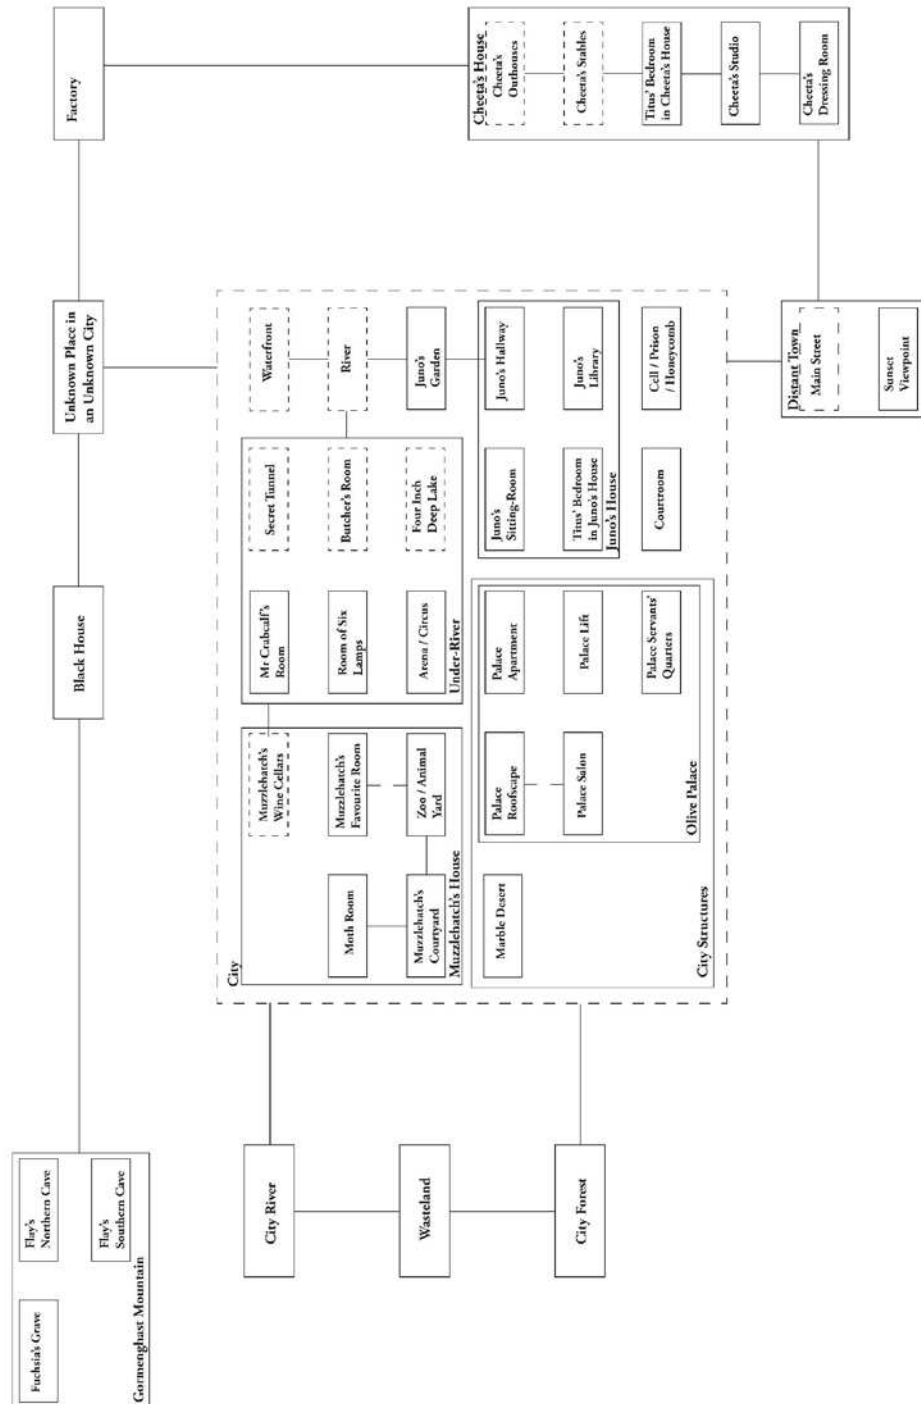 Fuchsia's Grave
Flay's
Northern Cave
Flay's
Southern Cave
Gormenghast Mountain
Black House
Unknown Place in
an Unknown City
Factory
City River
Wasteland
City Forest
City
Muzzlehatch's
Wine Cellars
Moth Room
Muzzlehatch's
Favourite Room
Muzzlehatch's
Courtyard
Zoo / Animal
Yard
Muzzlehatch's House
Mr Crabcalf's
Room
Secret Tunnel
Room of Six
Lamps
Butcher's Room
Arena / Circus
Four Inch
Deep Lake
Under-River
Waterfront
River
Juno's
Garden
Marble Desert
Palace
Roofscape
Palace
Apartment
Palace Salon
Palace Lift
Palace Servants'
Quarters
Olive Palace
City Structures
Juno's
Sitting-Room
Juno's Hallway
Titus' Bedroom
in Juno's House
Juno's
Library
Juno's House
Courtroom
Cell / Prison
/ Honeycomb
Cheeta's House
Cheeta's
Outhouses
Cheeta's Stables
Titus' Bedroom
in Cheeta's House
Cheeta's Studio
Cheeta's
Dressing Room
Distant Town
Main Street
Sunset
Viewpoint